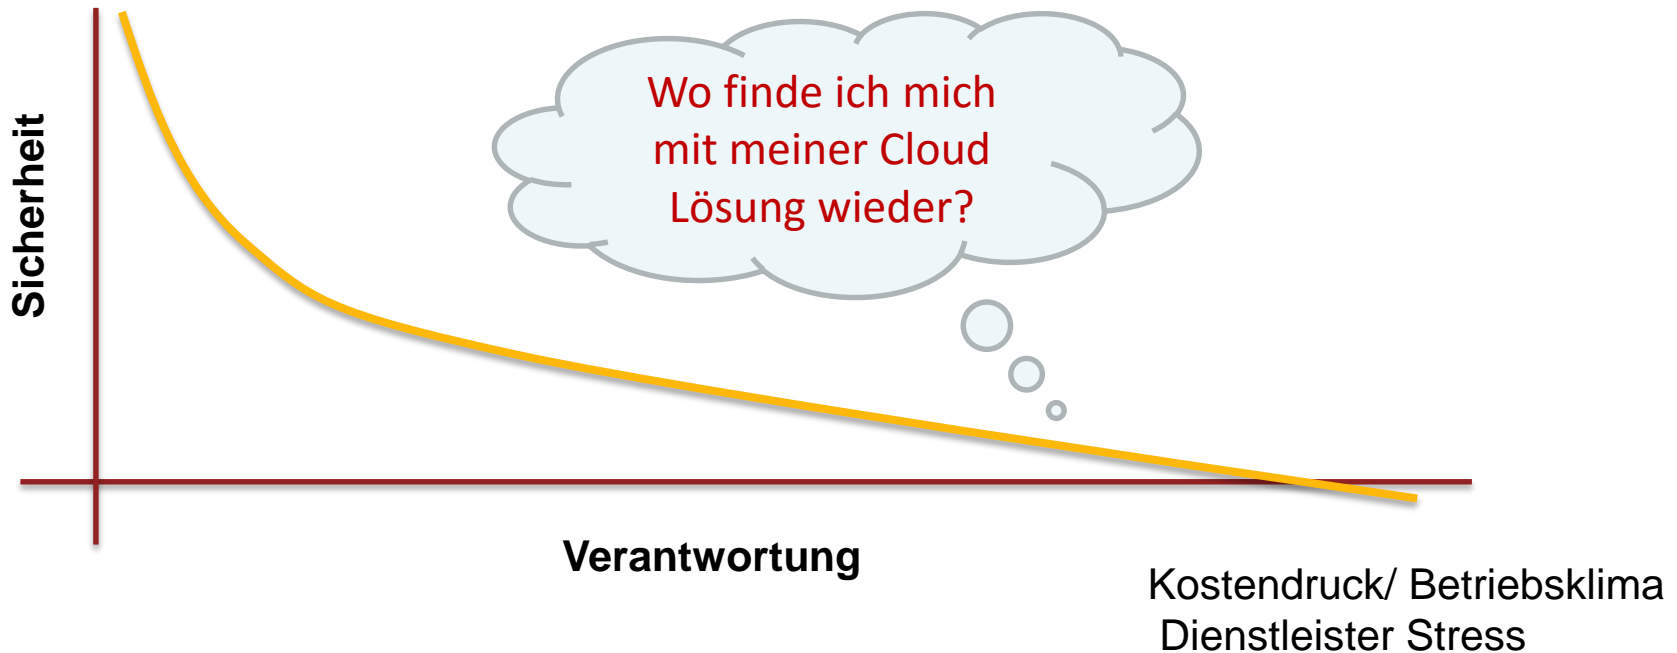 Wo finde ich mich
mit meiner Cloud
Lösung wieder?
Sicherheit
Verantwortung
Kostendruck/ Betriebsklima
Dienstleister Stress